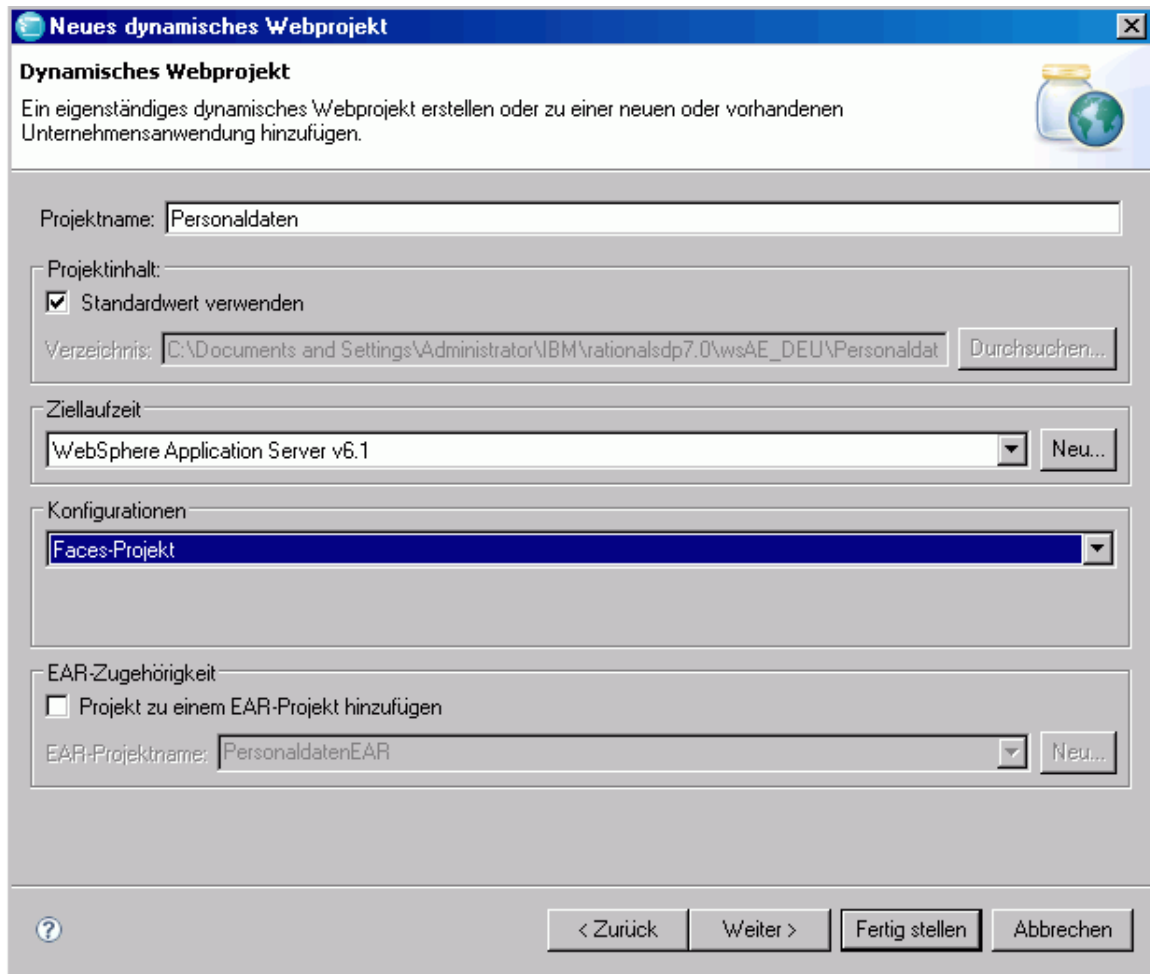 Neues dynamisches Webprojekt
Dynamisches Webprojekt
Ein eigenständiges dynamisches Webprojekt erstellen oder zu einer neuen oder vorhandenen
Unternehmensanwendung hinzufügen.
Projektname: Personaldaten
Projektinhalt:
Standardwert verwenden
Verzeichnis: C:\Documents and Settings\Administrator\IBM\rationalsdp7.0\wsAE_DEU\Personaldat Durchsuchen...
Ziellaufzeit
WebSphere Application Server v6.1 Neu...
Konfigurationen
Faces-Projekt
EAR-Zugehörigkeit
Projekt zu einem EAR-Projekt hinzufügen
EAR-Projektname: PersonaldatenEAR Neu...
? < Zurück Weiter > Fertig stellen Abbrechen